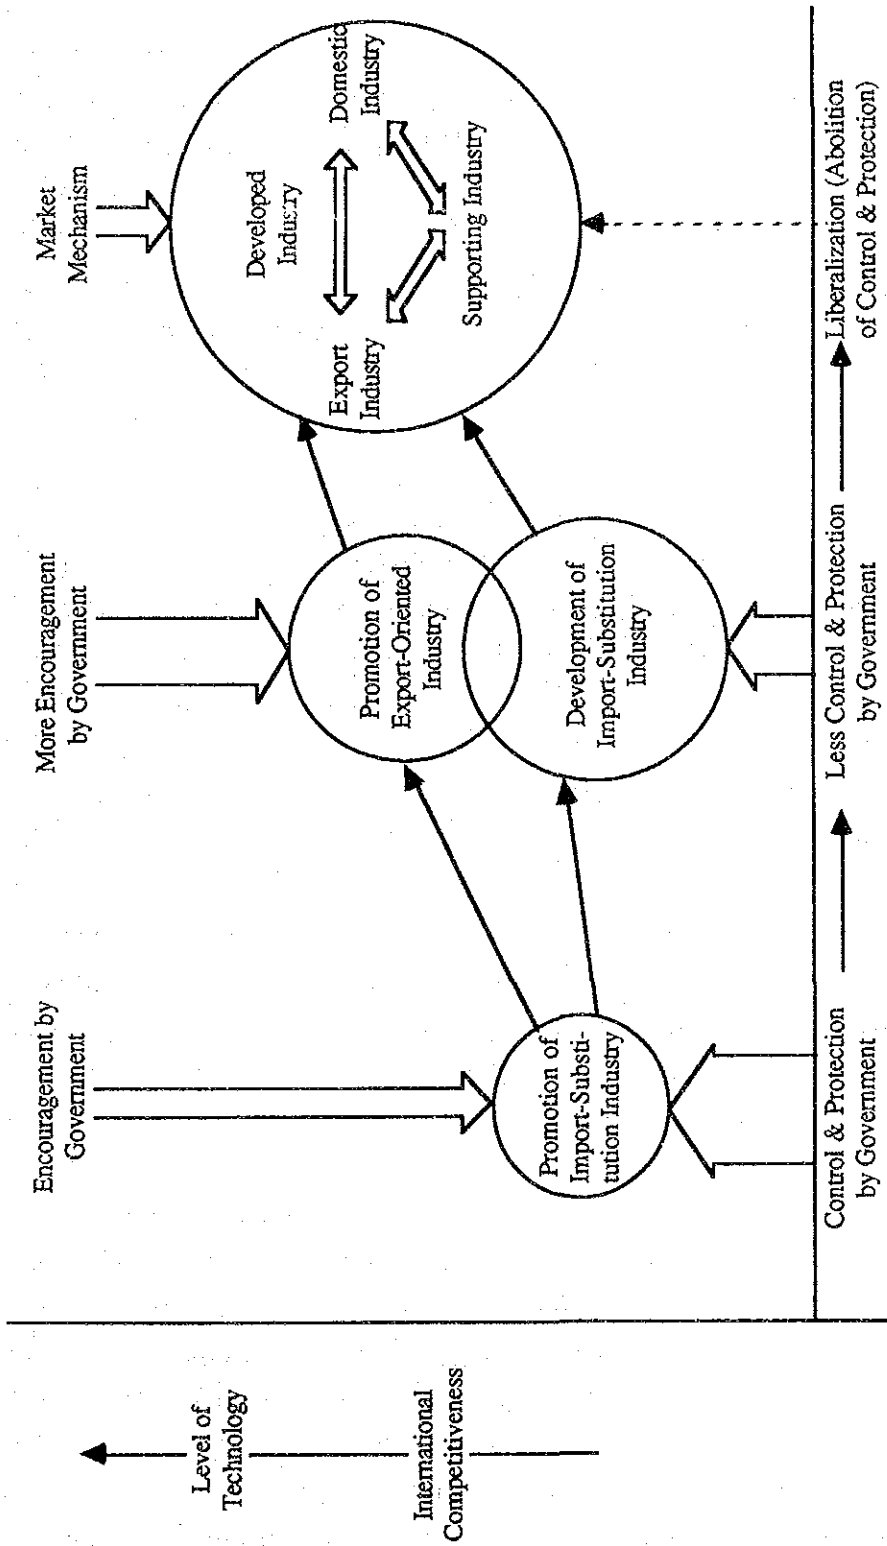 Level of
Technology
International
Competitiveness
Encouragement by
Government
More Encouragement
by Government
Market
Mechanism
Promotion of
Import-Substi-
tution Industry
Promotion of
Export-Oriented
Industry
Development of
Import-Substitution
Industry
Developed
Industry
Export
Industry
Domestic
Industry
Supporting Industry
Control & Protection
by Government
Less Control & Protection
by Government
Liberalization (Abolition
of Control & Protection)